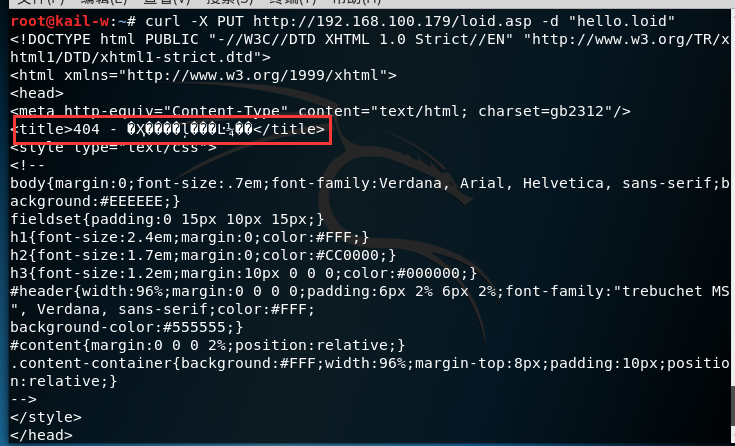 root@kail-w:~# curl -X PUT http://192.168.100.179/loid.asp -d "hello.loid"
<!DOCTYPE html PUBLIC "-//W3C//DTD XHTML 1.0 Strict//EN" "http://www.w3.org/TR/x
html1/DTD/xhtml1-strict.dtd">
<html xmlns="http://www.w3.org/1999/xhtml">
<head>
<meta http-equiv="Content-Type" content="text/html; charset=gb2312"/>
<title>404 - </title>
<style type="text/css">
<!--
body{margin:0;font-size:.7em;font-family:Verdana, Arial, Helvetica, sans-serif;b
ackground:#EEEEEE;}
fieldset{padding:0 15px 10px 15px;}
h1{font-size:2.4em;margin:0;color:#FFF;}
h2{font-size:1.7em;margin:0;color:#CC0000;}
h3{font-size:1.2em;margin:10px 0 0 0;color:#000000;}
#header{width:96%;margin:0 0 0 0;padding:6px 2% 6px 2%;font-family:"trebuchet MS
", Verdana, sans-serif;color:#FFF;
background-color:#555555;}
#content{margin:0 0 0 2%;position:relative;}
.content-container{background:#FFF;width:96%;margin-top:8px;padding:10px;positio
n:relative;}
-->
</style>
</head>